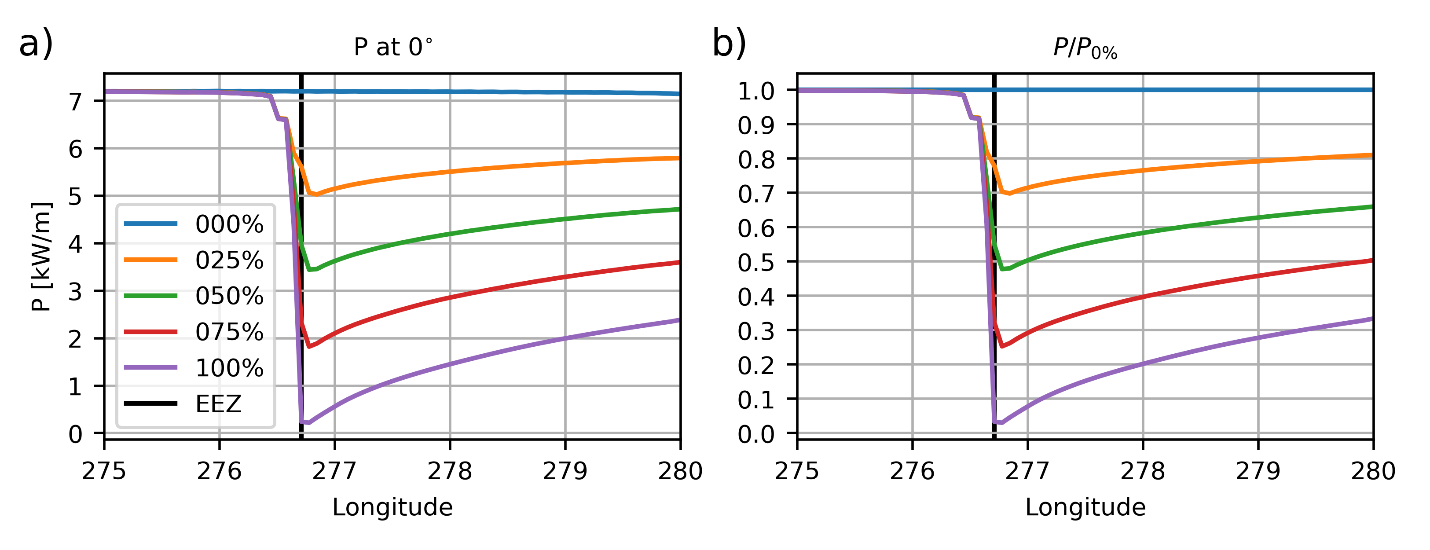 a)
P at 0°
P [kW/m]
7
6
5
4
3
2
1
0
000%
025%
050%
075%
100%
EEZ
275 276 277 278 279 280
Longitude
b)
P/P0%
1.0
0.9
0.8
0.7
0.6
0.5
0.4
0.3
0.2
0.1
0.0
275 276 277 278 279 280
Longitude